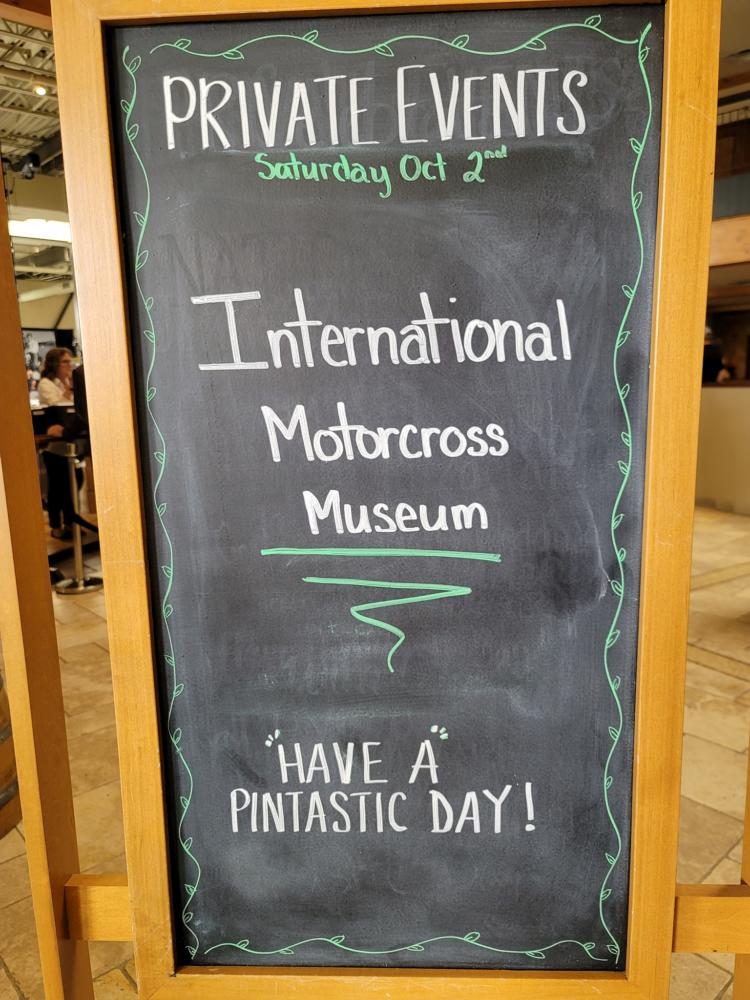 PRIVATE EVENTS
Saturday Oct 2nd
International
Motorcross
Museum
"HAVE A"
PINTASTIC DAY!